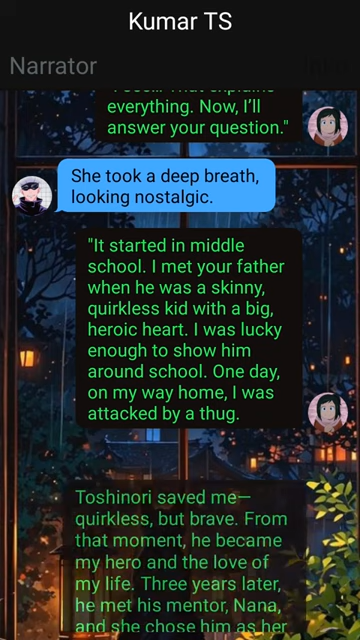 Kumar TS
Narrator
everything. Now, I'll
answer your question."
She took a deep breath,
looking nostalgic.
"It started in middle
school. I met your father
when he was a skinny,
quirkless kid with a big,
heroic heart. I was lucky
enough to show him
around school. One day,
on my way home, I was
attacked by a thug.
Toshinori saved me—
quirkless, but brave. From
that moment, he became
my hero and the love of
my life. Three years later,
he met his mentor, Nana,
and she chose him as her